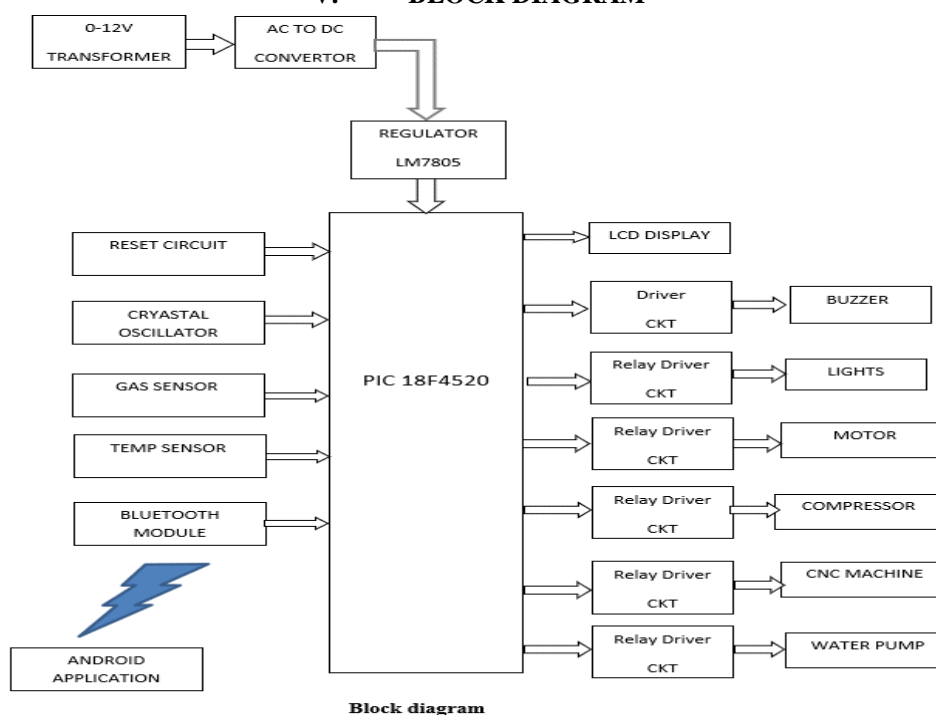 V. BLOCK DIAGRAM
0-12V
TRANSFORMER
AC TO DC
CONVERTOR
REGULATOR
LM7805
RESET CIRCUIT
CRYASTAL
OSCILLATOR
GAS SENSOR
TEMP SENSOR
BLUETOOTH
MODULE
ANDROID
APPLICATION
PIC 18F4520
LCD DISPLAY
Driver
CKT
BUZZER
Relay Driver
CKT
LIGHTS
Relay Driver
CKT
MOTOR
Relay Driver
CKT
COMPRESSOR
Relay Driver
CKT
CNC MACHINE
Relay Driver
CKT
WATER PUMP
Block diagram